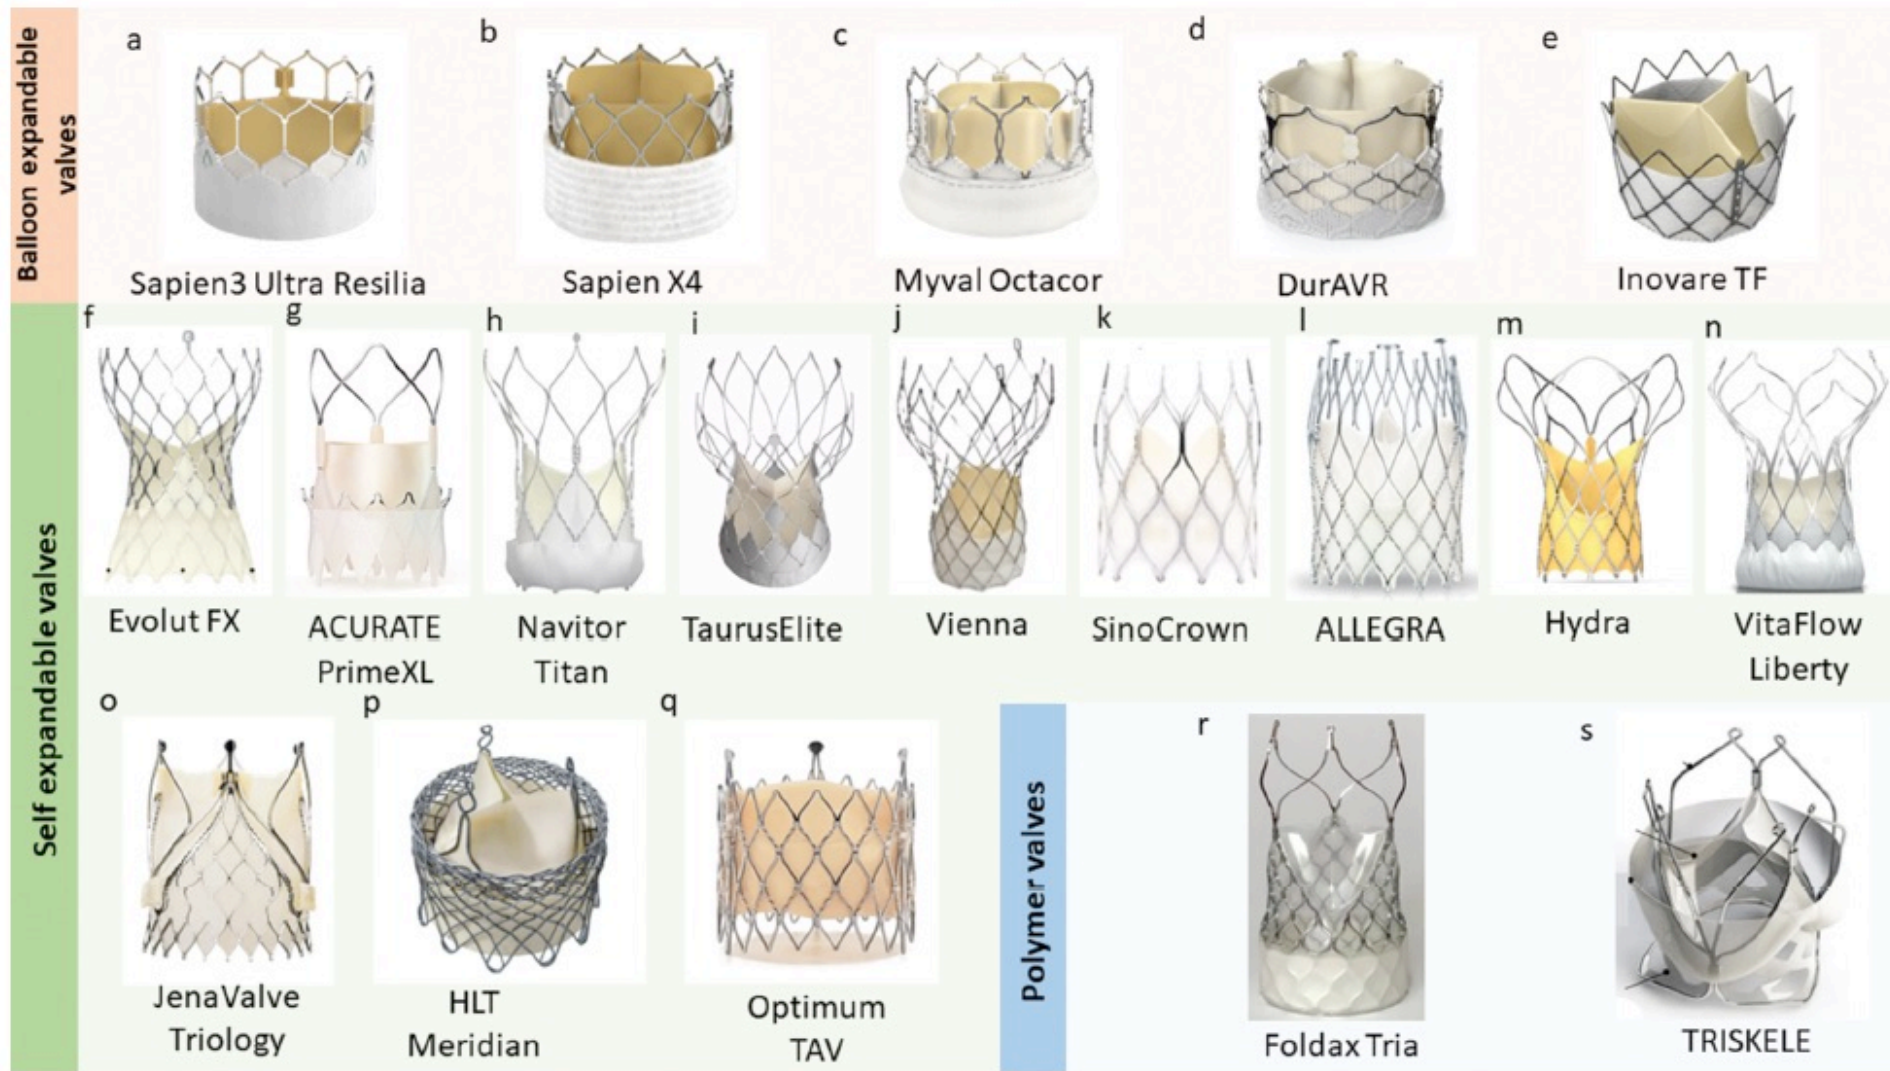 Balloon expandable
valves
a
b
c
d
e
Sapien3 Ultra Resilia
Sapien X4
Myval Octacor
DurAVR
Inovare TF
Self expandable valves
f
g
h
i
j
k
l
m
n
Evolut FX
ACURATE
PrimeXL
Navitor
Titan
TaurusElite
Vienna
SinoCrown
ALLEGRA
Hydra
VitaFlow
Liberty
o
p
q
JenaValve
Triology
HLT
Meridian
Optimum
TAV
Polymer valves
r
s
Foldax Tria
TRISKELE